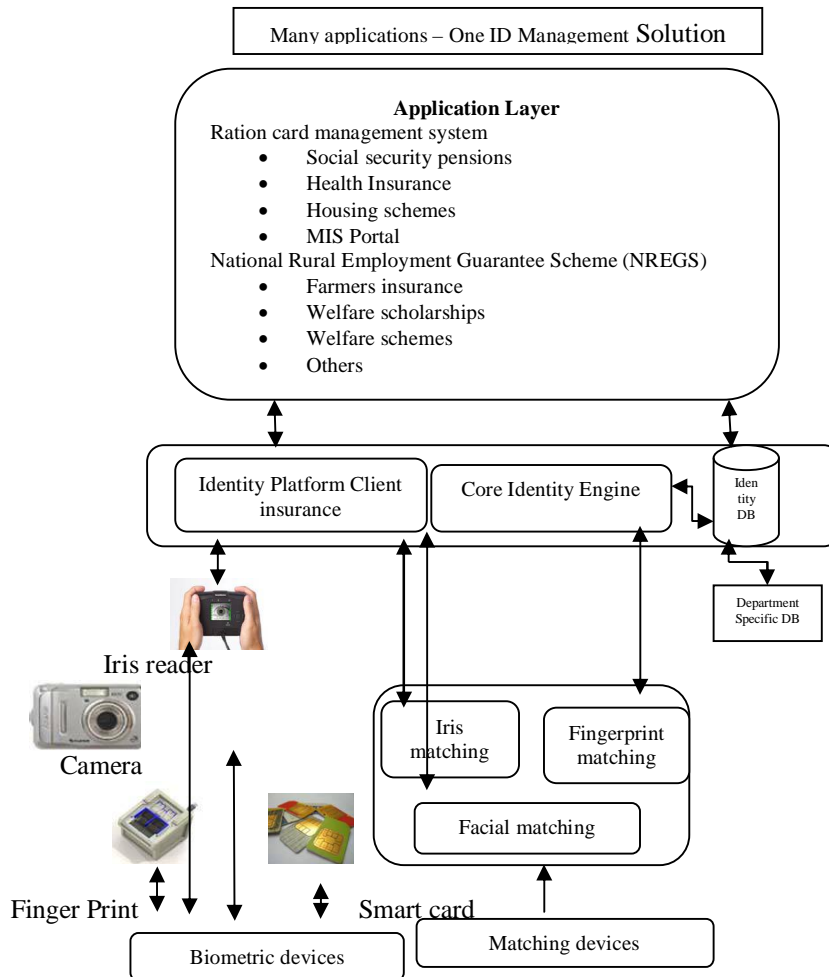 Many applications – One ID Management Solution
Application Layer
Ration card management system
• Social security pensions
• Health Insurance
• Housing schemes
• MIS Portal
National Rural Employment Guarantee Scheme (NREGS)
• Farmers insurance
• Welfare scholarships
• Welfare schemes
• Others
Identity Platform Client
insurance
Core Identity Engine
Iden
tity
DB
Department
Specific DB
Iris reader
Camera
Iris
matching
Fingerprint
matching
Facial matching
Finger Print
Smart card
Biometric devices
Matching devices